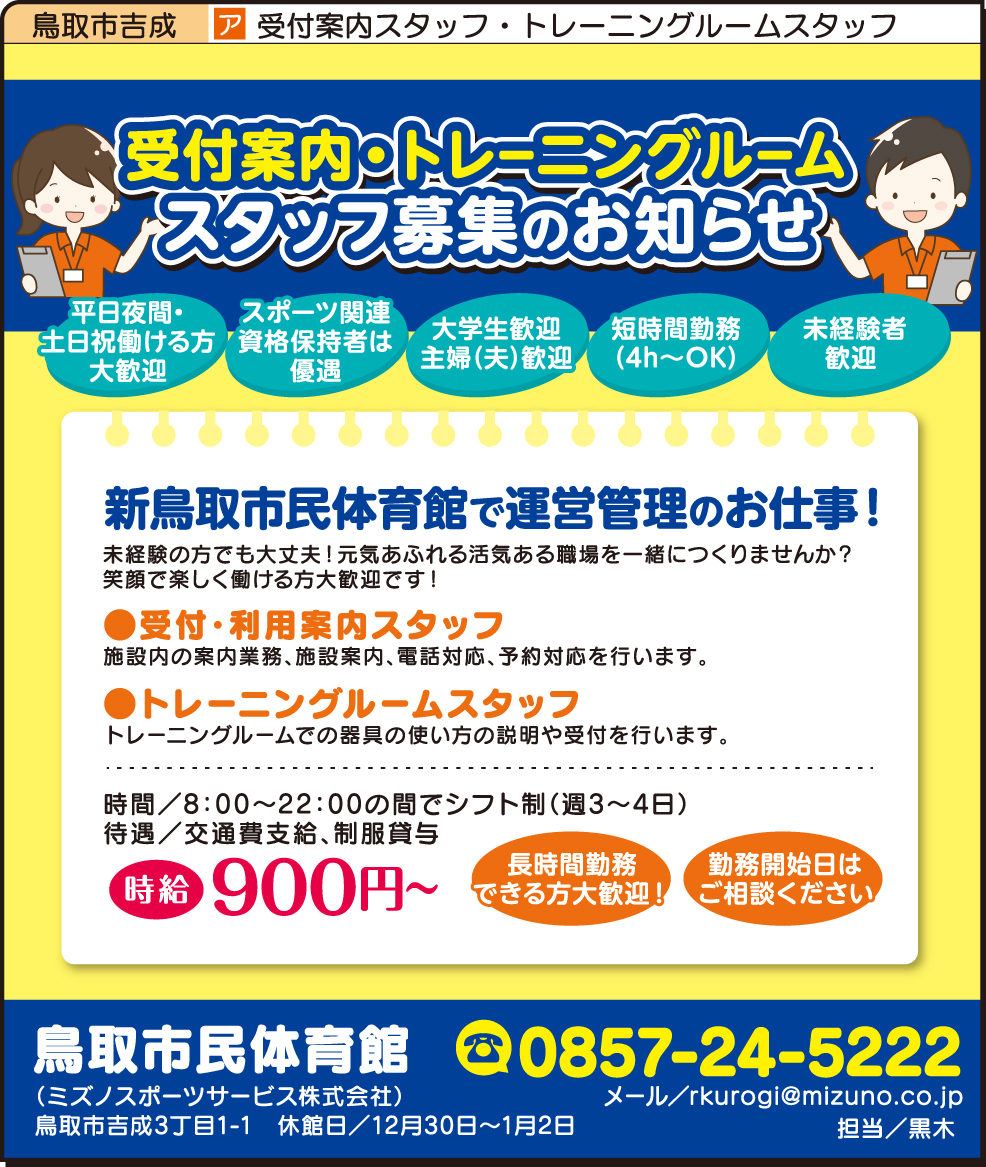 鳥取市吉成 ア 受付案内スタッフ・トレーニングルームスタッフ
受付案内・トレーニングルーム
スタッフ募集のお知らせ
平日夜間・
土日祝働ける方
大歓迎
スポーツ関連
資格保持者は
優遇
大学生歓迎
主婦(夫)歓迎
短時間勤務
(4h〜OK)
未経験者
歓迎
新鳥取市民体育館で運営管理のお仕事!
未経験の方でも大丈夫!元気あふれる活気ある職場を一緒につくりませんか?
笑顔で楽しく働ける方大歓迎です!
●受付・利用案内スタッフ
施設内の案内業務、施設案内、電話対応、予約対応を行います。
●トレーニングルームスタッフ
トレーニングルームでの器具の使い方の説明や受付を行います。
時間/8:00〜22:00の間でシフト制(週3〜4日)
待遇/交通費支給、制服貸与
時給 900円〜
長時間勤務
できる方大歓迎!
勤務開始日は
ご相談ください
鳥取市民体育館
(ミズノスポーツサービス株式会社)
鳥取市吉成3丁目1-1 休館日/12月30日〜1月2日
0857-24-5222
メール/rkurogi@mizuno.co.jp
担当/黒木